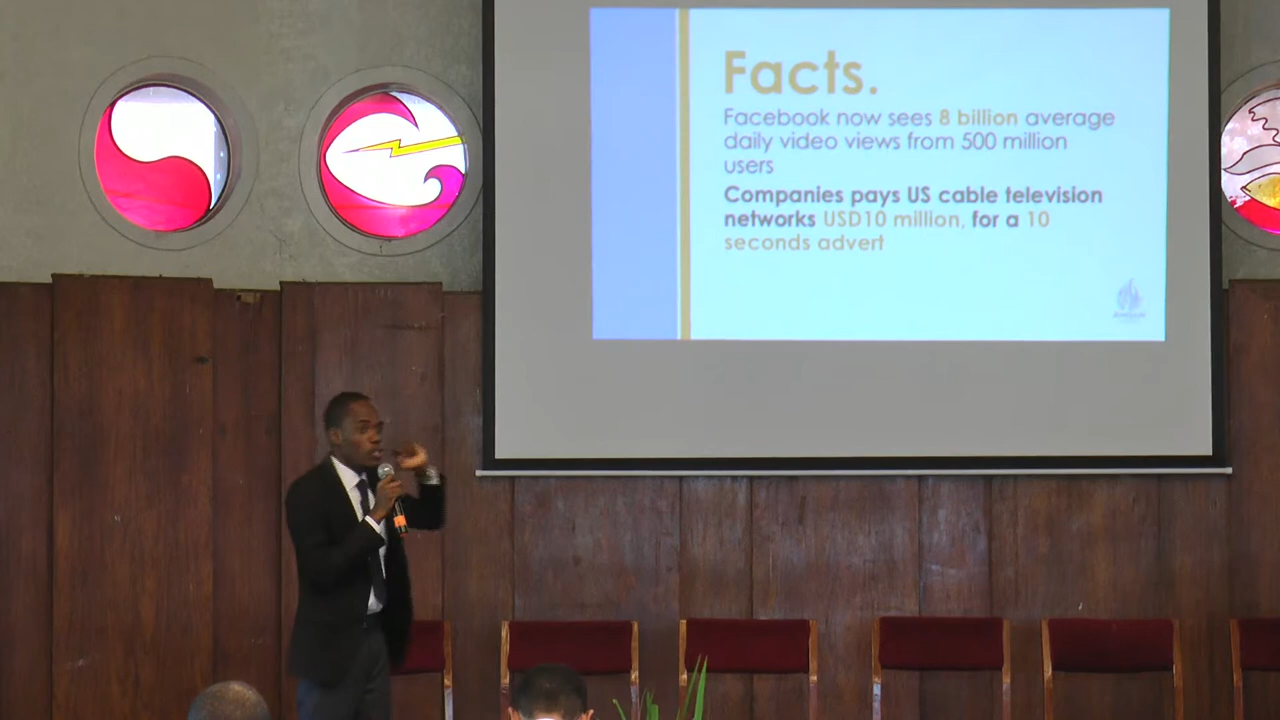 Facts.
Facebook now sees 8 billion average
daily video views from 500 million
users
Companies pays US cable television
networks USD10 million, for a 10
seconds advert